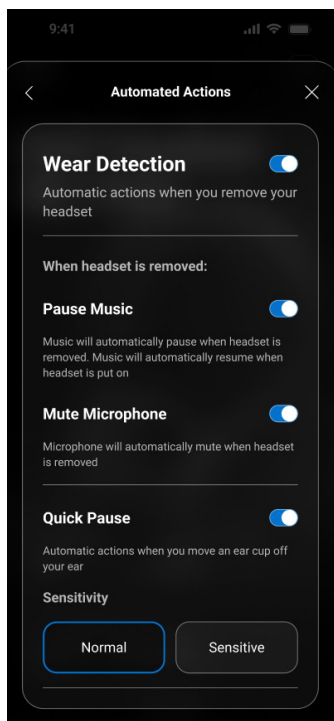 9:41
Automated Actions
Wear Detection
Automatic actions when you remove your
headset
When headset is removed:
Pause Music
Music will automatically pause when headset is
removed. Music will automatically resume when
headset is put on
Mute Microphone
Microphone will automatically mute when headset
is removed
Quick Pause
Automatic actions when you move an ear cup off
your ear
Sensitivity
Normal
Sensitive